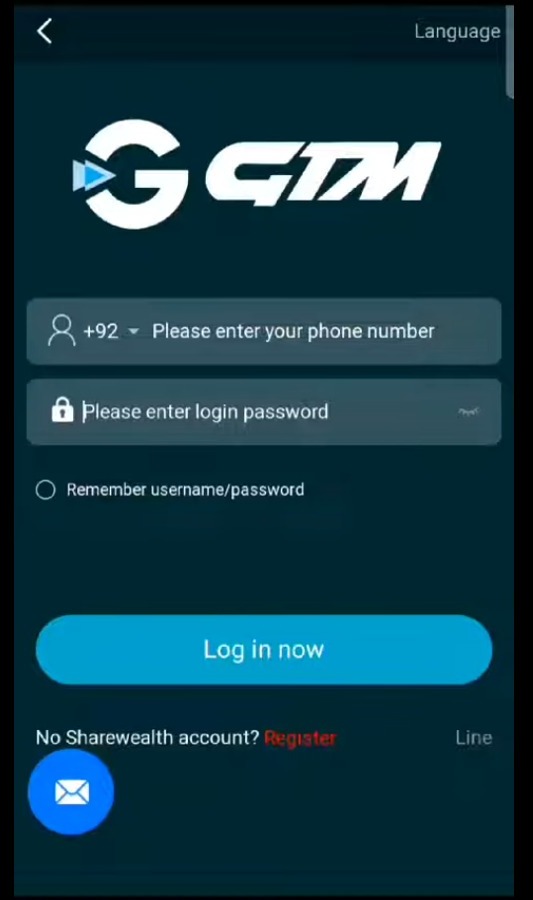 Language
GTM
+92 Please enter your phone number
Please enter login password
Remember username/password
Log in now
No Sharewealth account? Register
Line